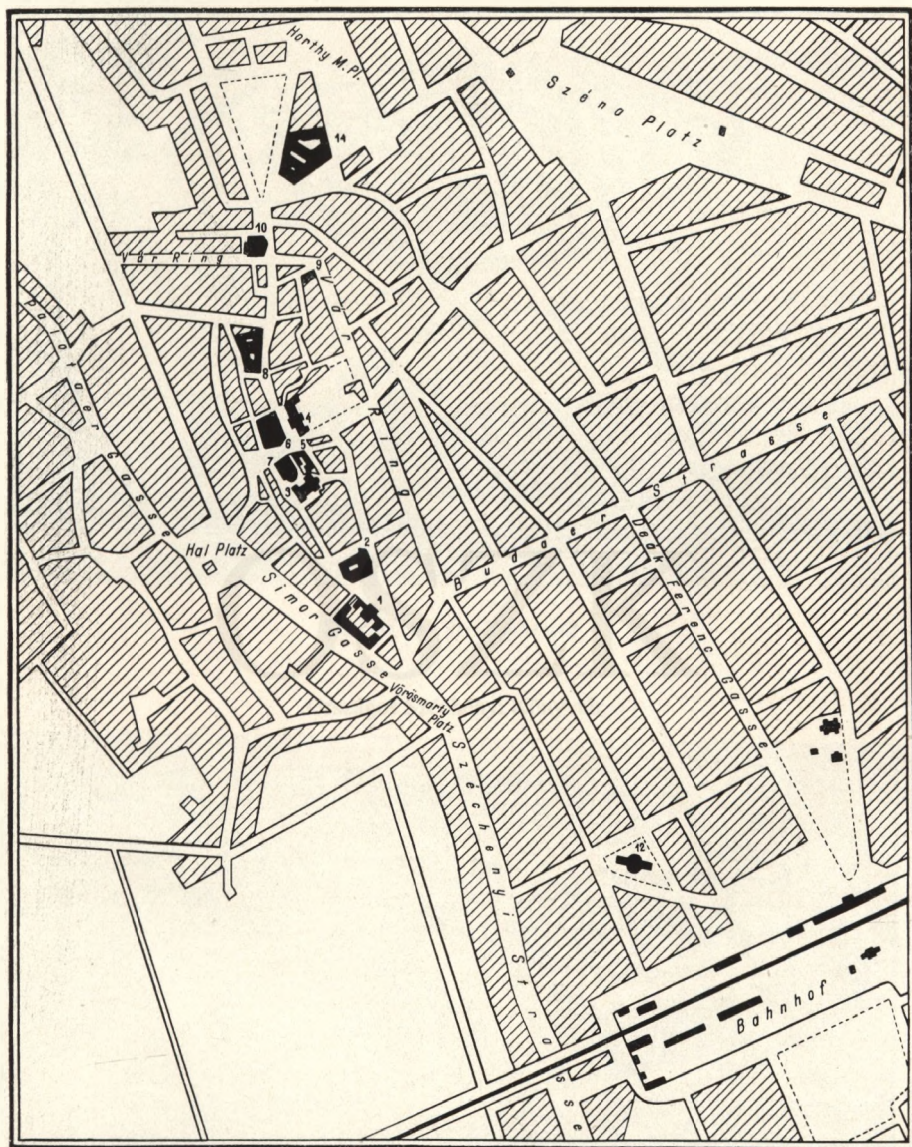 Horthy M. Pl.
Széna Platz
14
10
Vár Ring
9
Vár Ring
Palotaer Gasse
8
4
6
5
7
3
Budaer Strasse
Deák Ferenc Gasse
Hal Platz
2
1
Simor Gasse
Vörösmarty
Platz
Széchenyi Strasse
12
Bahnhof